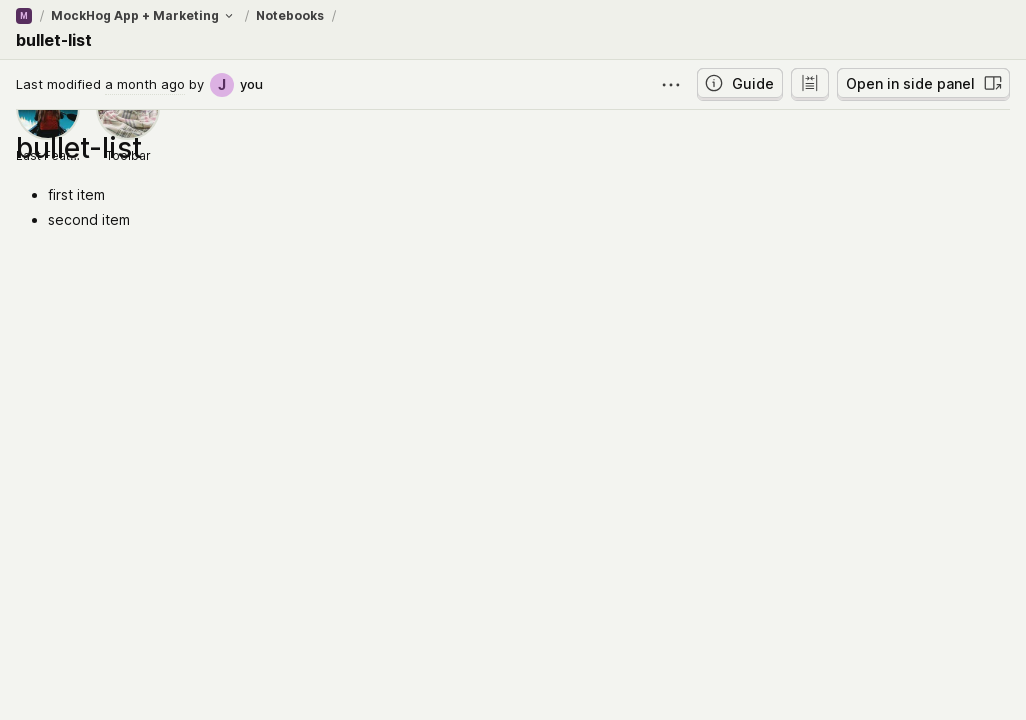 M / MockHog App + Marketing / Notebooks /
bullet-list
Last modified a month ago by J you
Guide
Open in side panel
bullet-list
Last Feat... Toolbar
• first item
• second item